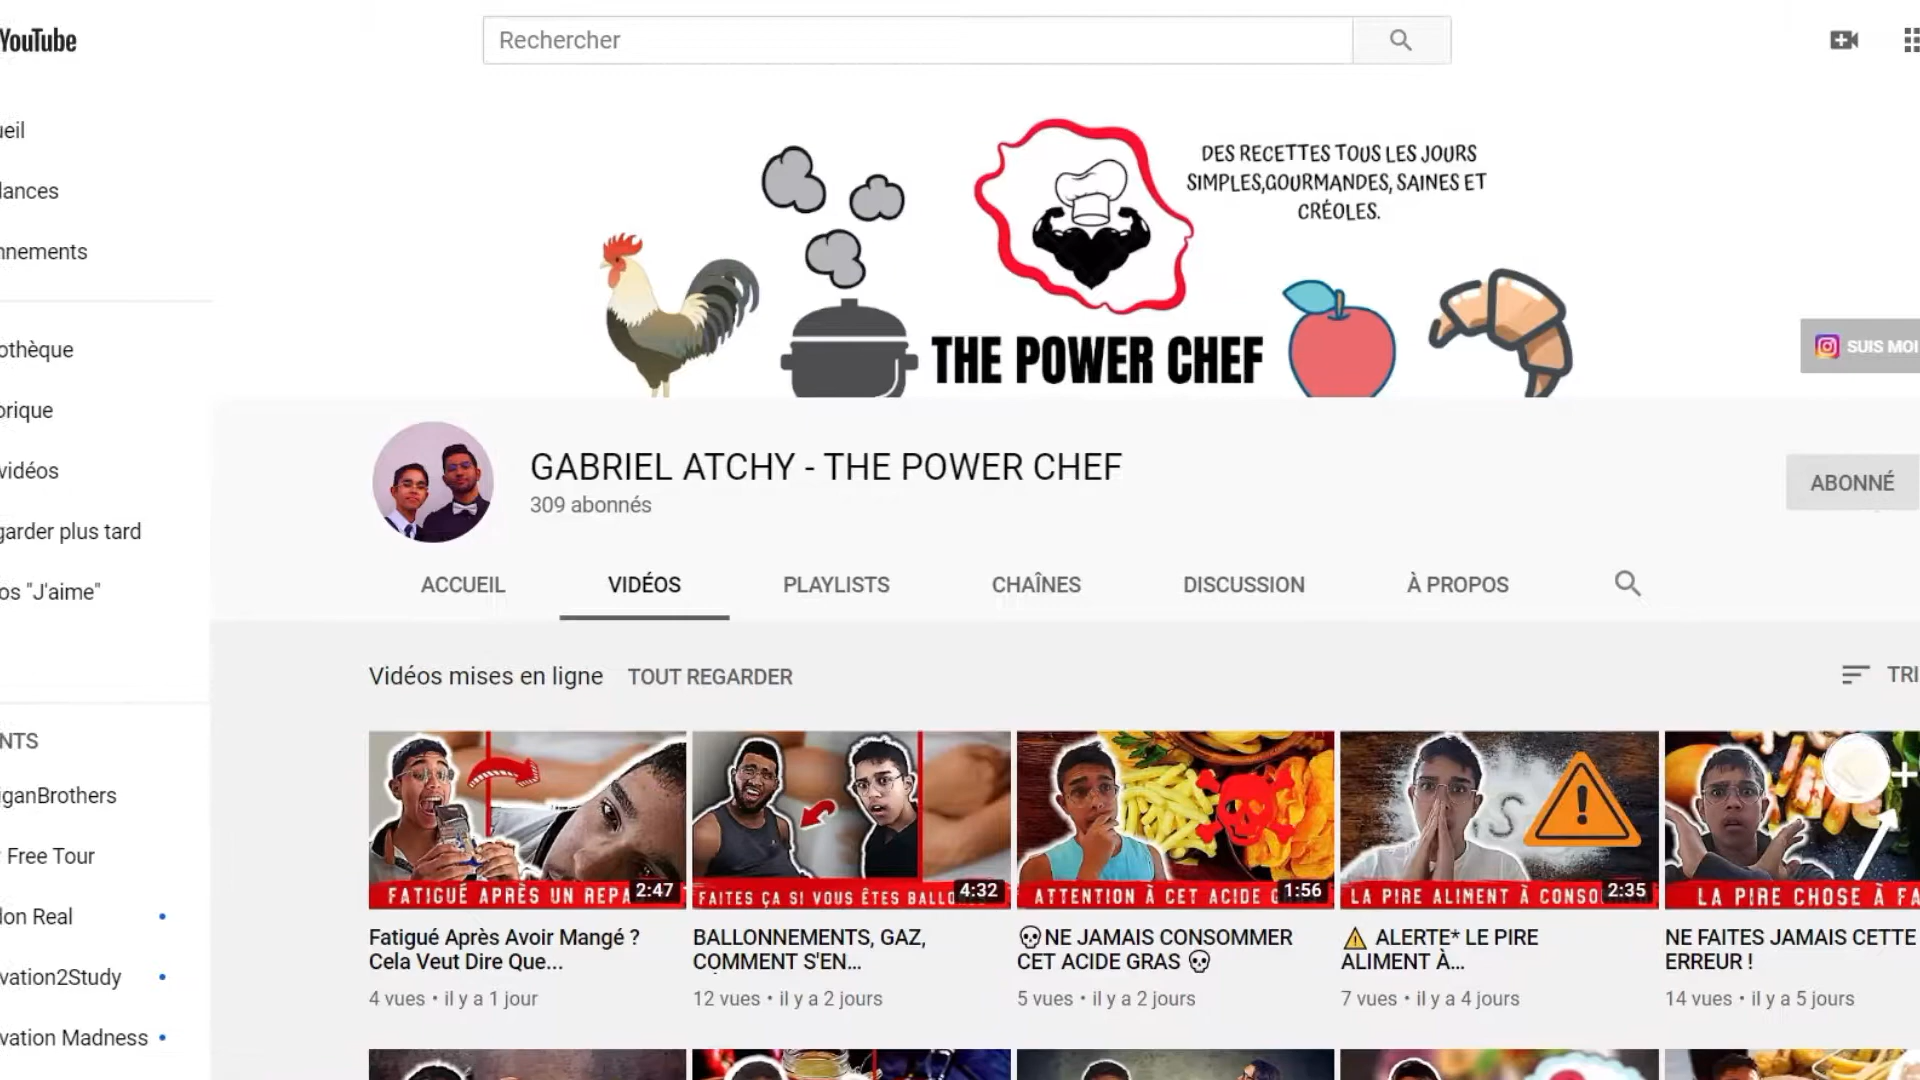 YouTube
Rechercher
ueil
dances
nnements
othèque
orique
vidéos
garder plus tard
os "J'aime"
NTS
iganBrothers
Free Tour
don Real
vation2Study
vation Madness
DES RECETTES TOUS LES JOURS
SIMPLES,GOURMANDES, SAINES ET
CRÉOLES.
THE POWER CHEF
SUIS MOI
GABRIEL ATCHY - THE POWER CHEF
309 abonnés
ABONNÉ
ACCUEIL VIDÉOS PLAYLISTS CHAÎNES DISCUSSION À PROPOS
Vidéos mises en ligne TOUT REGARDER
TRI
FATIGUÉ APRÈS UN REPA 2:47
Fatigué Après Avoir Mangé ?
Cela Veut Dire Que...
4 vues • il y a 1 jour
FAITES ÇA SI VOUS ÊTES BALLO 4:32
BALLONNEMENTS, GAZ,
COMMENT S'EN...
12 vues • il y a 2 jours
ATTENTION À CET ACIDE G 1:56
💀NE JAMAIS CONSOMMER
CET ACIDE GRAS 💀
5 vues • il y a 2 jours
LA PIRE ALIMENT À CONSO 2:35
⚠ ALERTE* LE PIRE
ALIMENT À...
7 vues • il y a 4 jours
LA PIRE CHOSE À FA
NE FAITES JAMAIS CETTE
ERREUR !
14 vues • il y a 5 jours